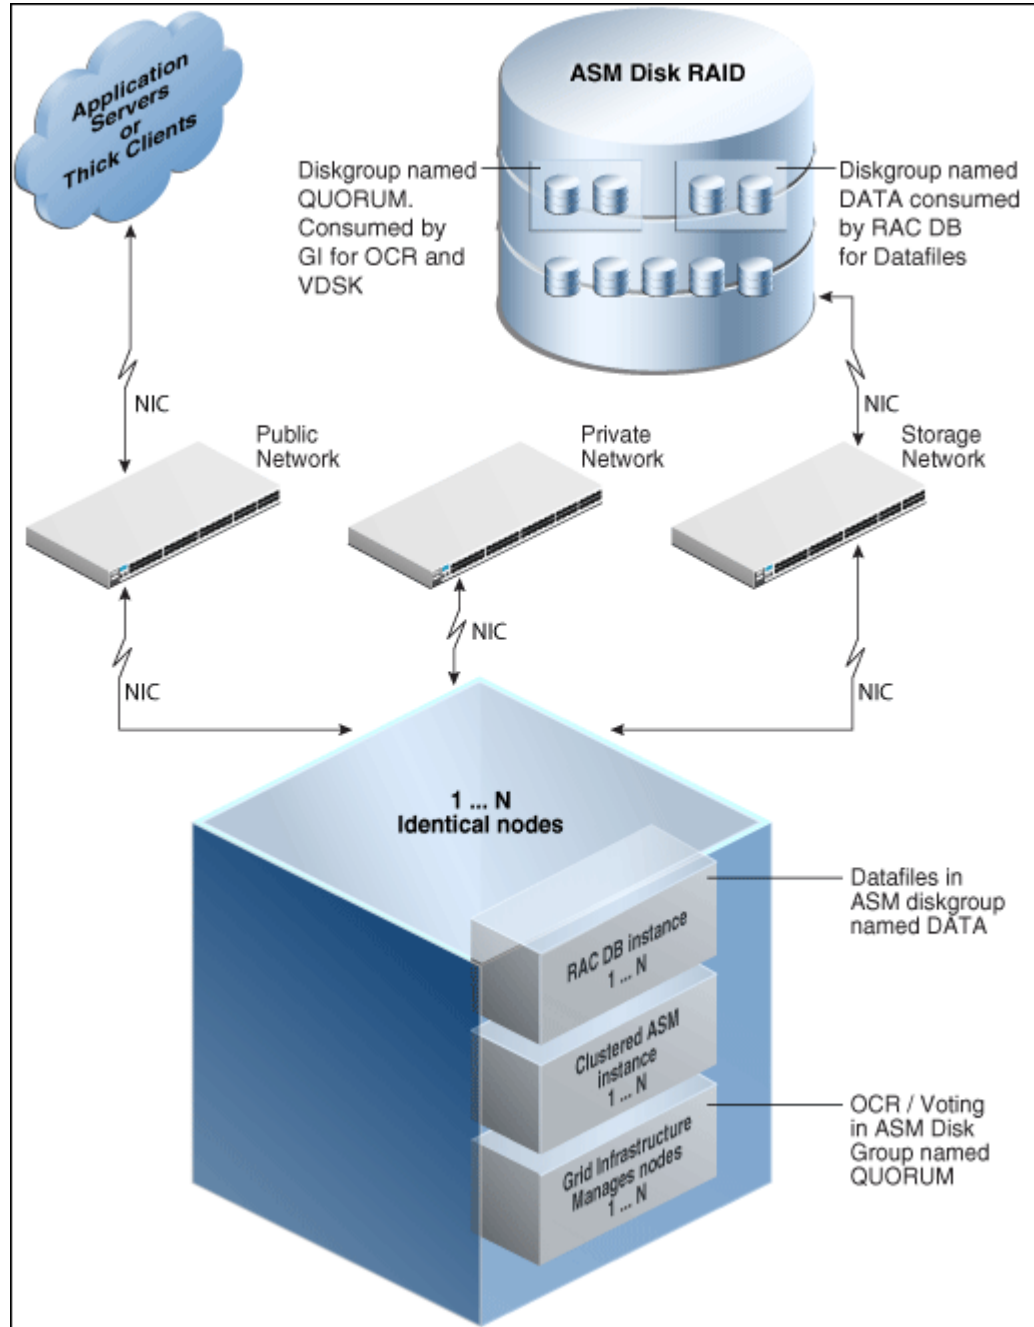 Application
Servers
or
Thick Clients
ASM Disk RAID
Diskgroup named
QUORUM.
Consumed by
GI for OCR and
VDSK
Diskgroup named
DATA consumed
by RAC DB
for Datafiles
NIC
NIC
Public
Network
Private
Network
Storage
Network
NIC
NIC
NIC
1 ... N
Identical nodes
RAC DB instance
1 ... N
Datafiles in
ASM diskgroup
named DATA
Clustered ASM
instance
1 ... N
Grid Infrastructure
Manages nodes
1 ... N
OCR / Voting
in ASM Disk
Group named
QUORUM